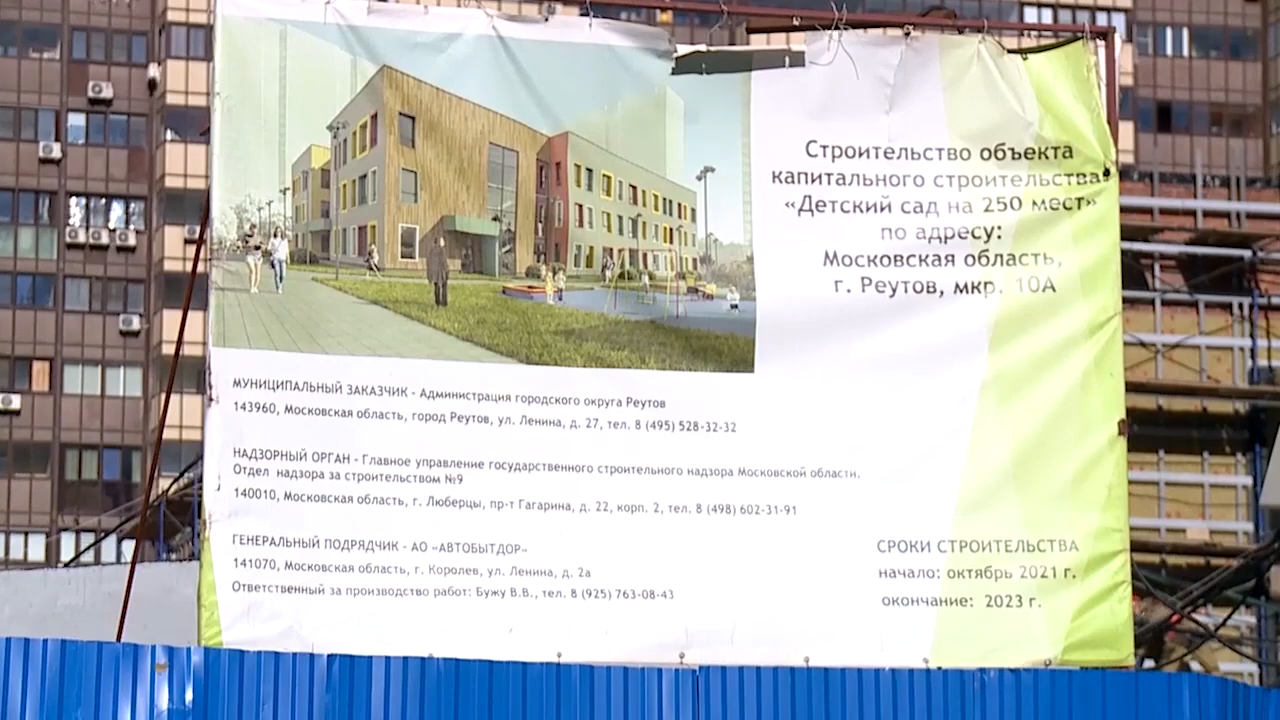 Строительство объекта
капитального строительства
«Детский сад на 250 мест»
по адресу:
Московская область,
г. Реутов, мкр. 10А
МУНИЦИПАЛЬНЫЙ ЗАКАЗЧИК - Администрация городского округа Реутов
143960, Московская область, город Реутов, ул. Ленина, д. 27, тел. 8 (495) 528-32-32
НАДЗОРНЫЙ ОРГАН - Главное управление государственного строительного надзора Московской области.
Отдел надзора за строительством №9
140010, Московская область, г. Люберцы, пр-т Гагарина, д. 22, корп. 2, тел. 8 (498) 602-31-91
ГЕНЕРАЛЬНЫЙ ПОДРЯДЧИК - АО «АВТОБЫТДОР»
141070, Московская область, г. Королев, ул. Ленина, д. 2а
Ответственный за производство работ: Бужу В.В., тел. 8 (925) 763-08-43
СРОКИ СТРОИТЕЛЬСТВА
начало: октябрь 2021 г.
окончание: 2023 г.